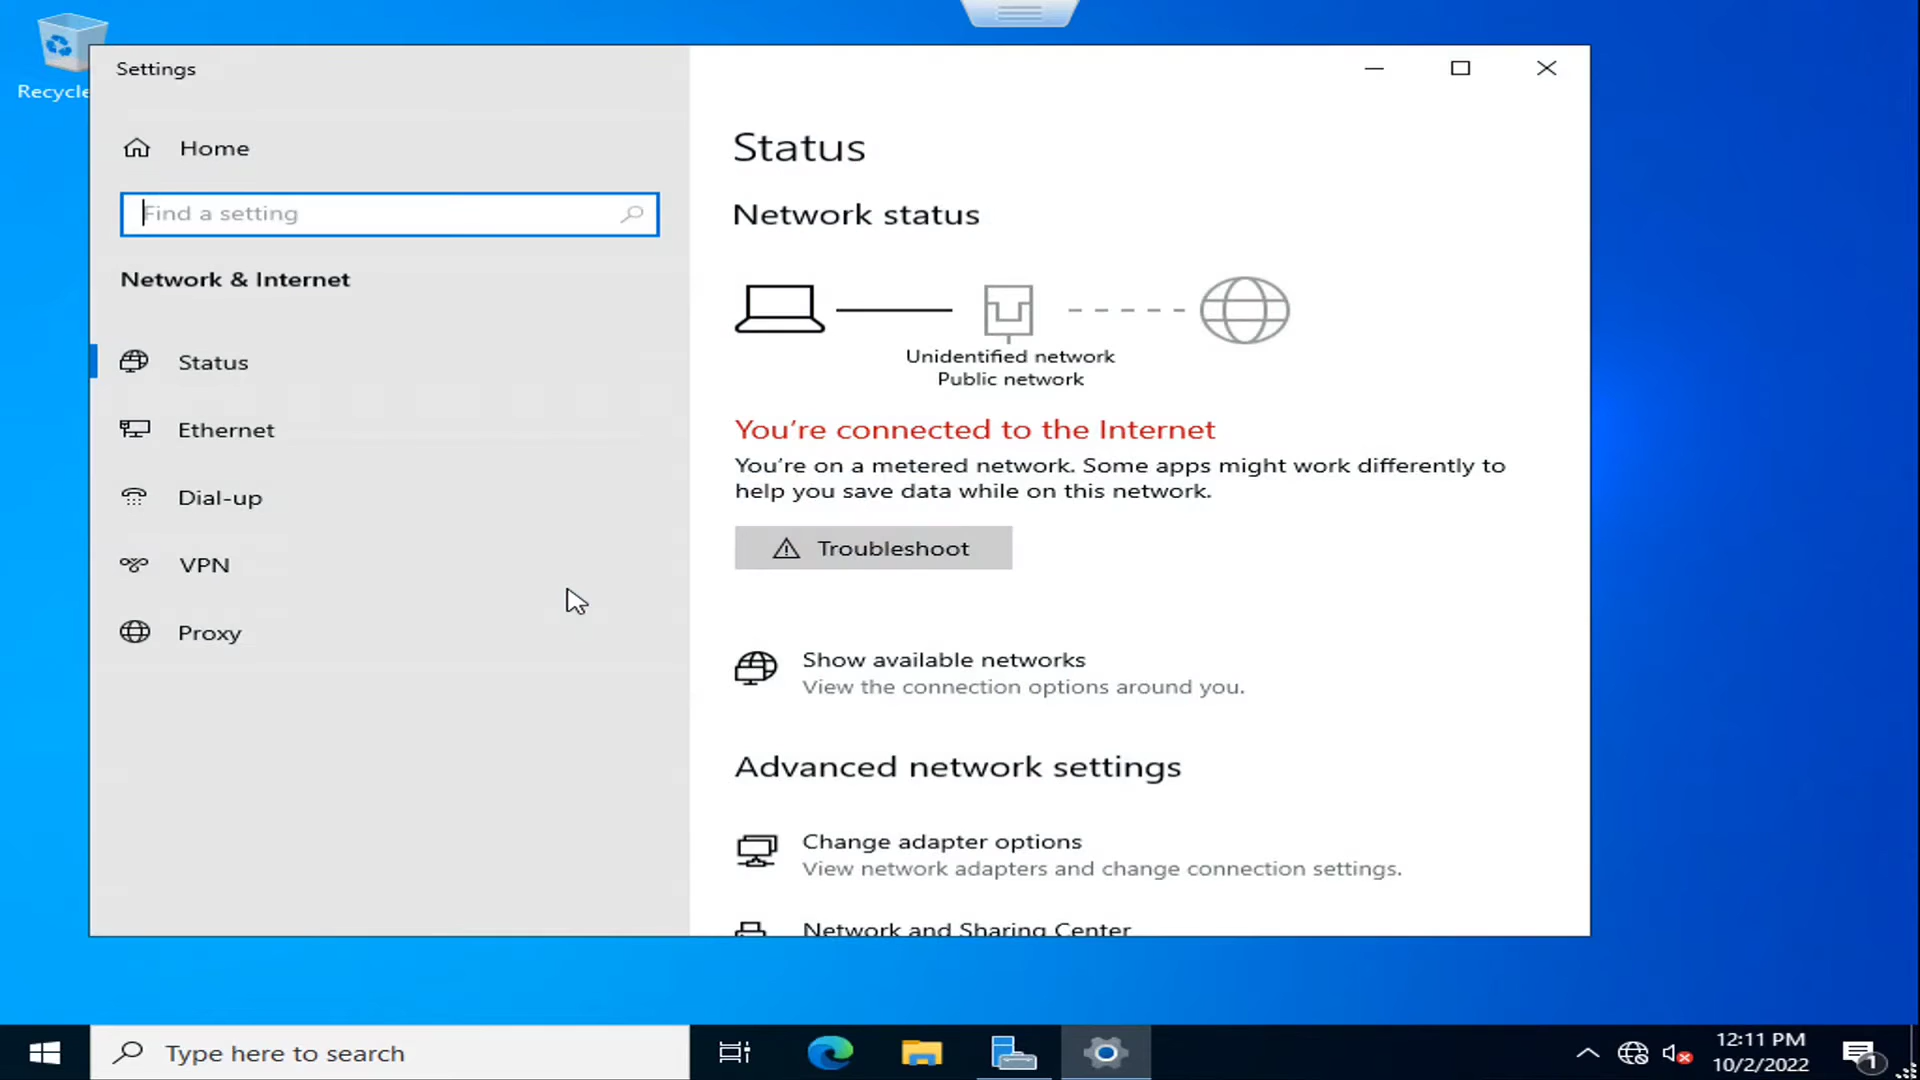 Recycle
Settings
Home
Find a setting
Network & Internet
Status
Ethernet
Dial-up
VPN
Proxy
Status
Network status
Unidentified network
Public network
You're connected to the Internet
You're on a metered network. Some apps might work differently to
help you save data while on this network.
Troubleshoot
Show available networks
View the connection options around you.
Advanced network settings
Change adapter options
View network adapters and change connection settings.
Network and Sharing Center
Type here to search
12:11 PM
10/2/2022
1